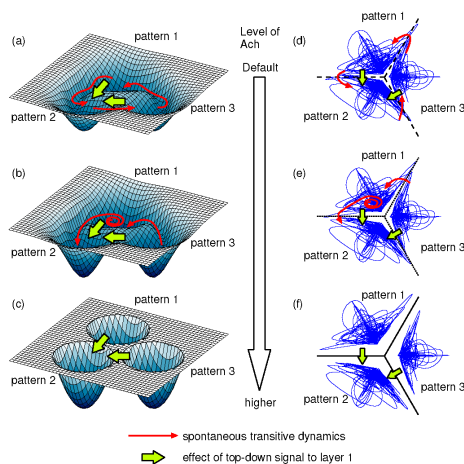 (a)
pattern 1
pattern 2
pattern 3
Level of
Ach
Default
(d)
pattern 1
pattern 2
pattern 3
(b)
pattern 1
pattern 2
pattern 3
(e)
pattern 1
pattern 2
pattern 3
(c)
pattern 1
pattern 2
pattern 3
higher
(f)
pattern 1
pattern 2
pattern 3
spontaneous transitive dynamics
effect of top-down signal to layer 1